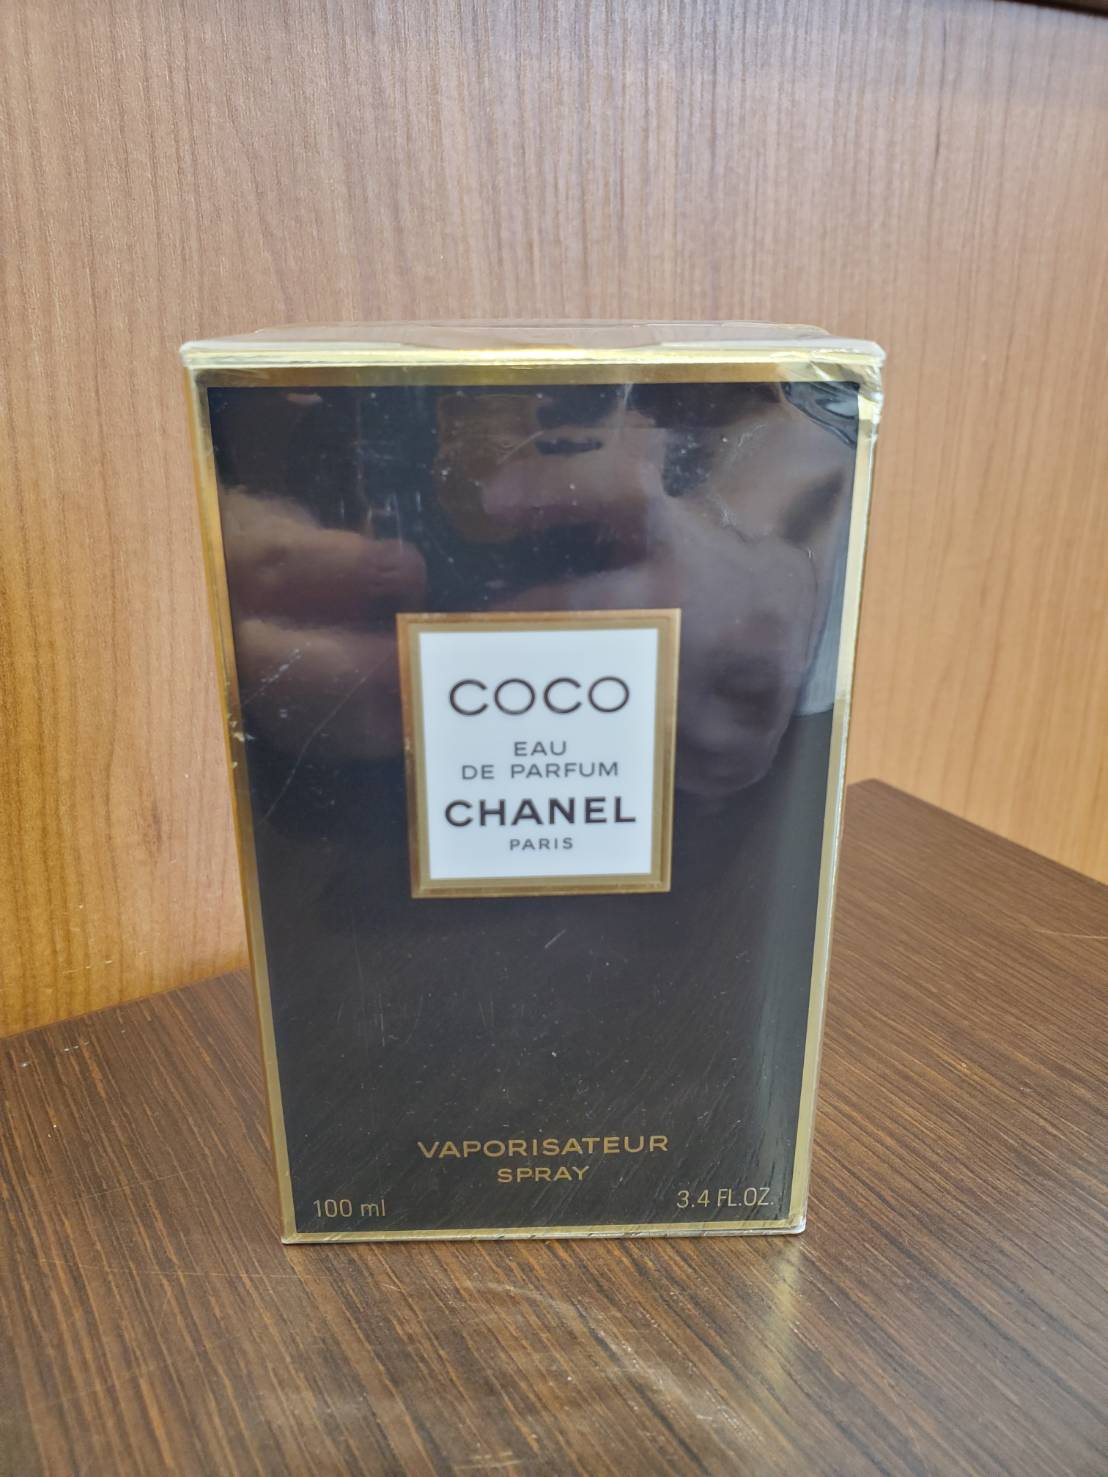 COCO
EAU
DE PARFUM
CHANEL
PARIS
VAPORISATEUR
SPRAY
100 ml
3.4 FL.OZ.